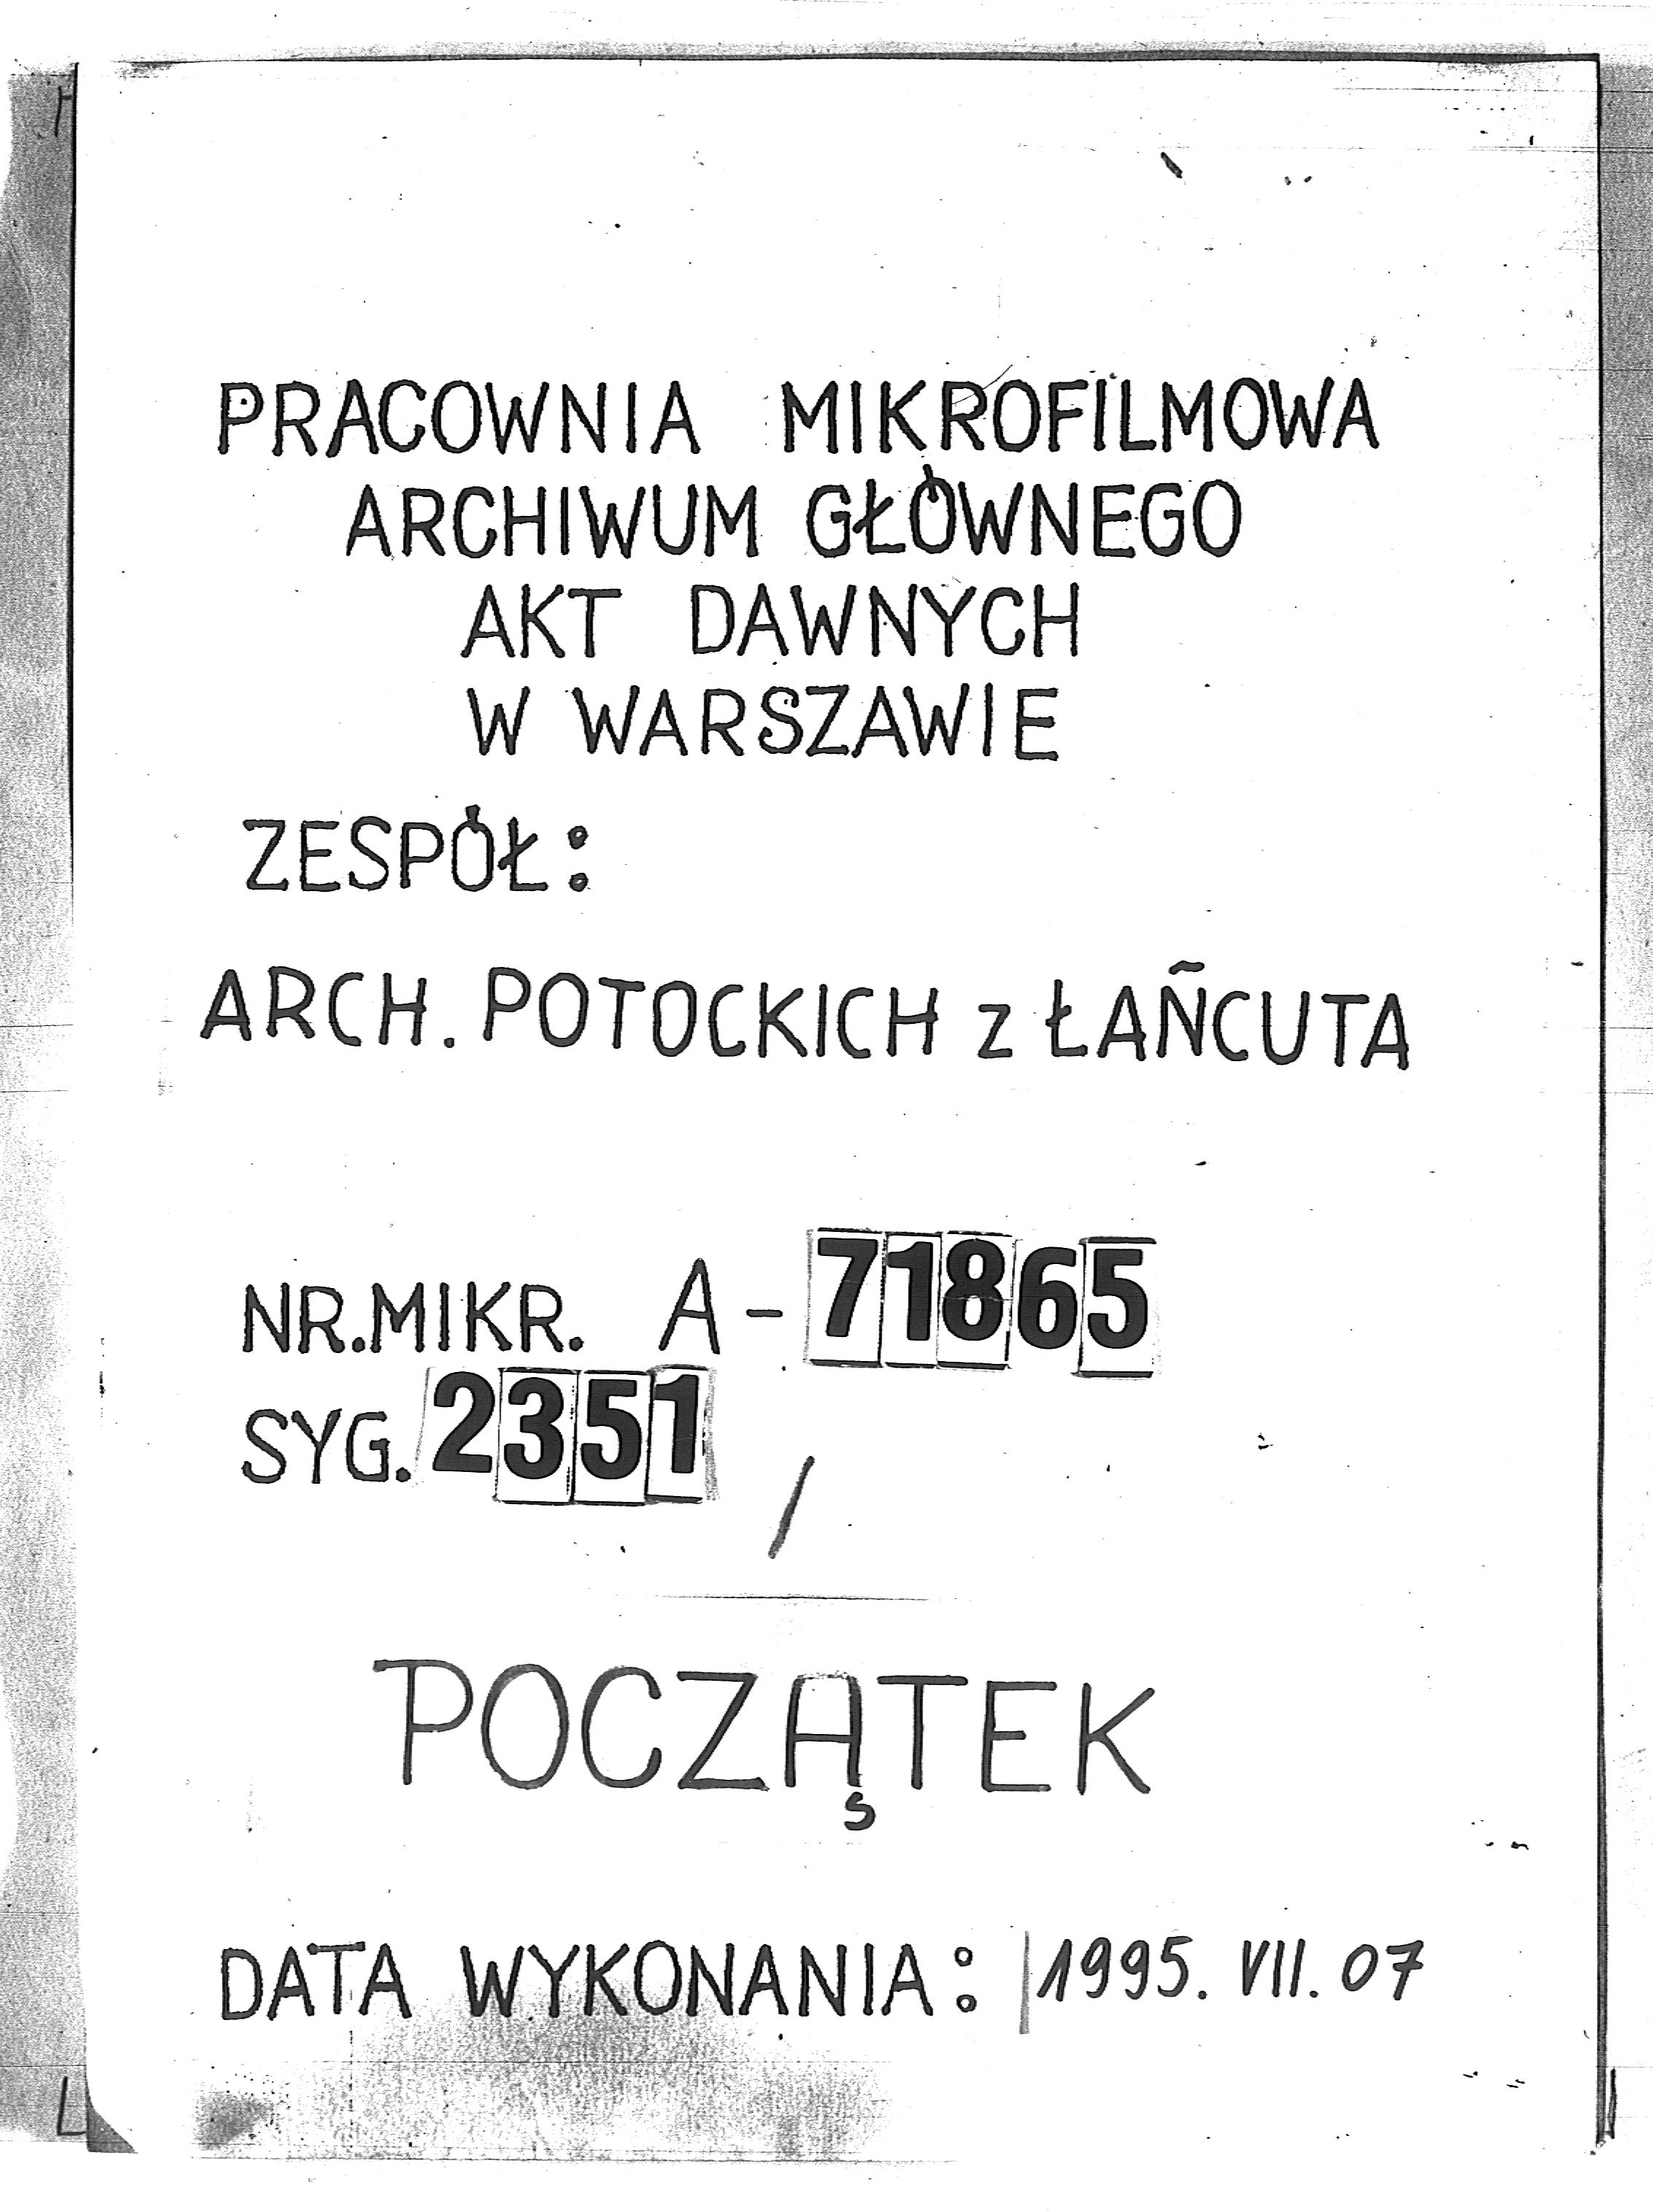 PRACOWNIA MIKROFILMOWA
ARCHIWUM GŁÓWNEGO
AKT DAWNYCH
W WARSZAWIE
ZESPÓŁ:
ARCH. POTOCKICH z ŁAŃCUTA
NR.MIKR. A-71865
SYG. 2351 /
POCZĄTEK
DATA WYKONANIA: 1995. VII. 07